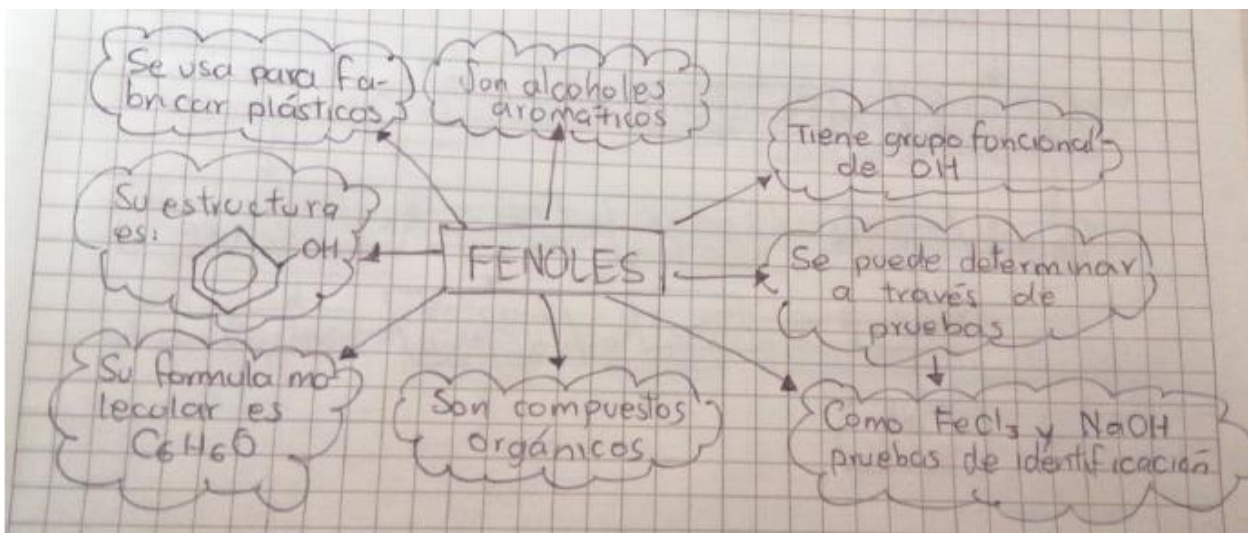 Se usa para fa-
bricar plásticos
Son alcoholes
aromáticos
Tiene grupo foncional
de OH
Su estructura
es:
OH
FENOLES
Se puede determinar
a través de
pruebas
Su formula mo-
lecular es
C6H6O
Son compuestos
orgánicos
Como FeCl3 y NaOH
pruebas de identificación